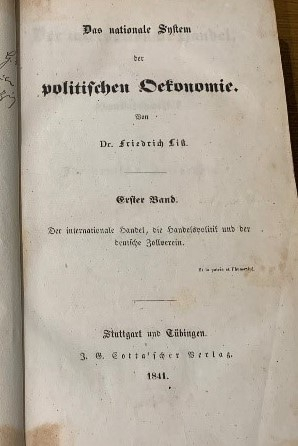 Das nationale System
der
politischen Oekonomie.
Von
Dr. Friedrich List.
Erster Band.
Der internationale Handel, die Handelspolitik und der
deutsche Zollverein.
Et la patrie et l'humanité.
Stuttgart und Tübingen.
J. G. Cotta'scher Verlag.
1841.